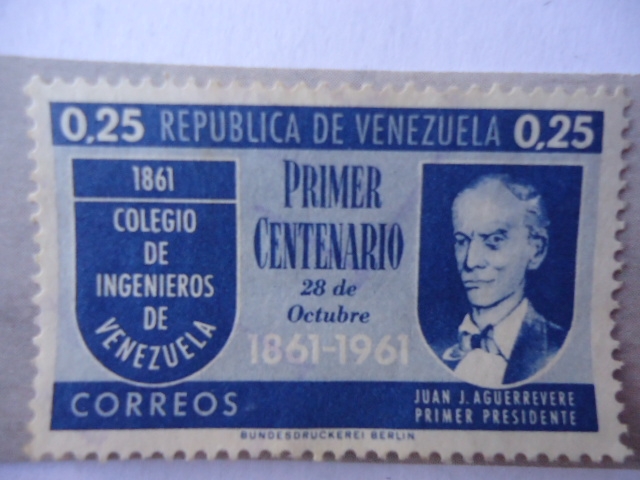 0,25 REPUBLICA DE VENEZUELA 0,25
1861
COLEGIO
DE
INGENIEROS
DE
VENEZUELA
PRIMER
CENTENARIO
28 de
Octubre
1861-1961
CORREOS
JUAN J. AGUERREVERE
PRIMER PRESIDENTE
BUNDESDRUCKEREI BERLIN